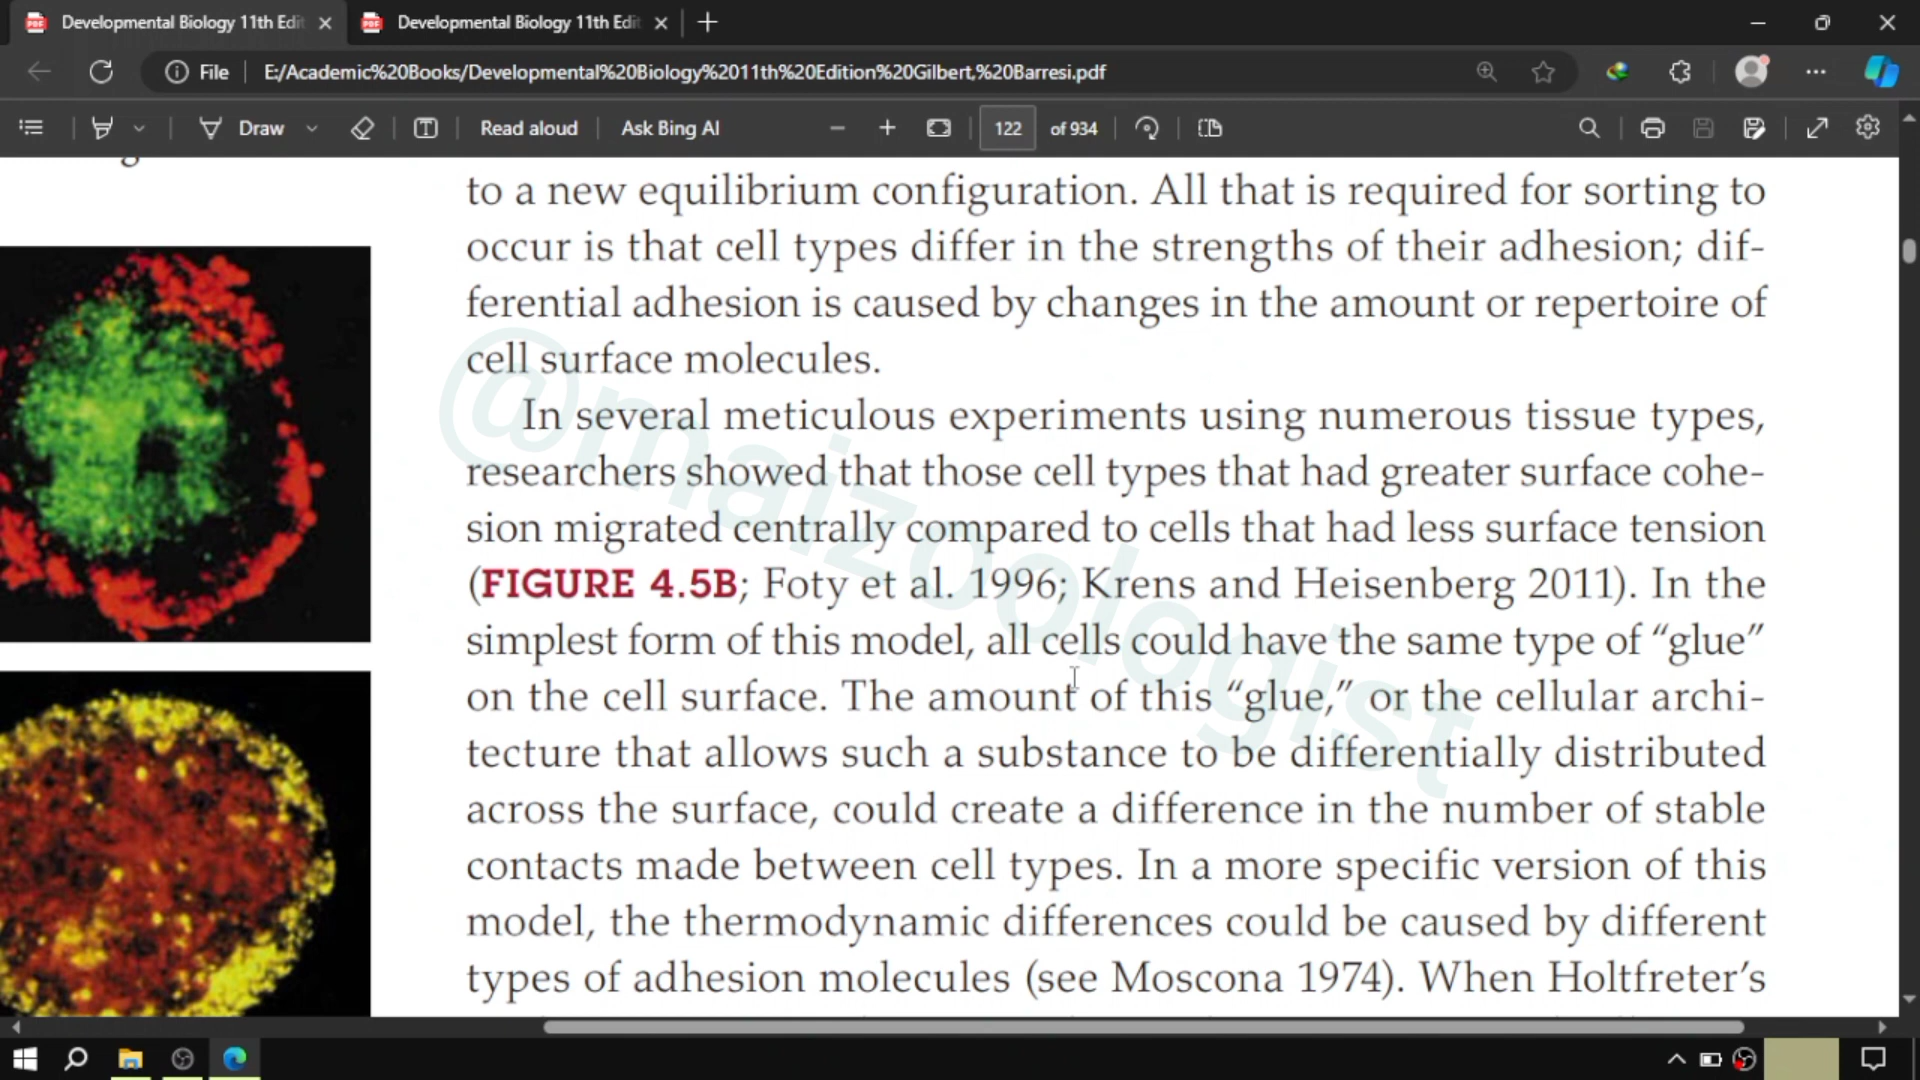 Developmental Biology 11th Edi
Developmental Biology 11th Edi
File
E:/Academic%20Books/Developmental%20Biology%2011th%20Edition%20Gilbert,%20Barresi.pdf
Draw
Read aloud
Ask Bing AI
122 of 934
to a new equilibrium configuration. All that is required for sorting to
occur is that cell types differ in the strengths of their adhesion; dif-
ferential adhesion is caused by changes in the amount or repertoire of
cell surface molecules.
In several meticulous experiments using numerous tissue types,
researchers showed that those cell types that had greater surface cohe-
sion migrated centrally compared to cells that had less surface tension
(FIGURE 4.5B; Foty et al. 1996; Krens and Heisenberg 2011). In the
simplest form of this model, all cells could have the same type of “glue”
on the cell surface. The amount of this “glue,” or the cellular archi-
tecture that allows such a substance to be differentially distributed
across the surface, could create a difference in the number of stable
contacts made between cell types. In a more specific version of this
model, the thermodynamic differences could be caused by different
types of adhesion molecules (see Moscona 1974). When Holtfreter’s
@maizoologist